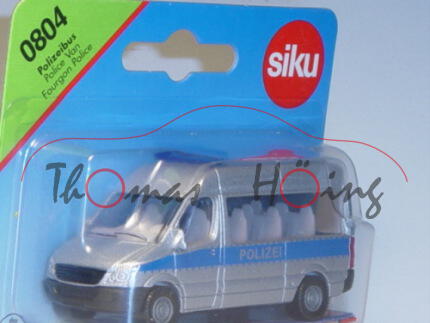 0804
Polizeibus
Police Van
Fourgon Police
siku
Thomas Höing
POLIZEI